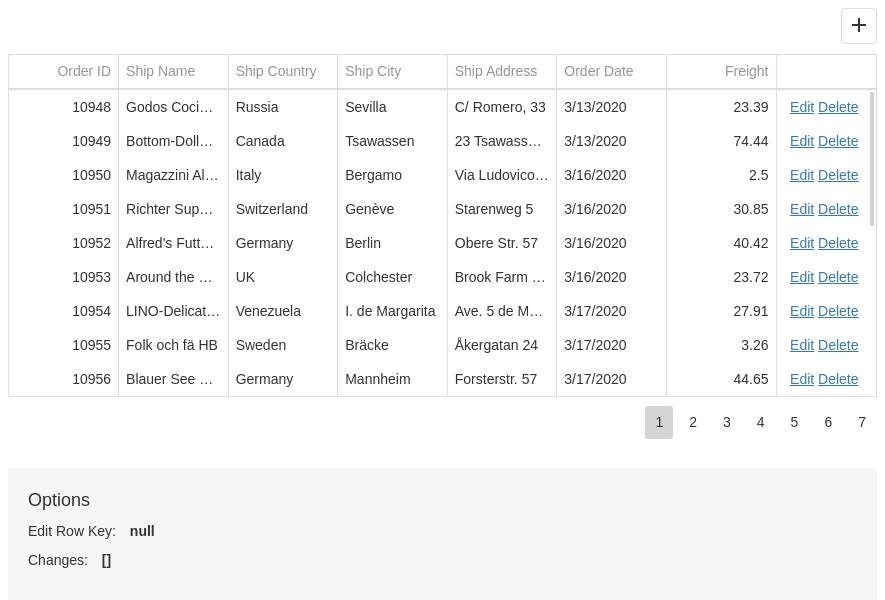 Order ID Ship Name Ship Country Ship City Ship Address Order Date Freight
10948 Godos Coci… Russia Sevilla C/ Romero, 33 3/13/2020 23.39 Edit Delete
10949 Bottom-Doll… Canada Tsawassen 23 Tsawass… 3/13/2020 74.44 Edit Delete
10950 Magazzini Al… Italy Bergamo Via Ludovico… 3/16/2020 2.5 Edit Delete
10951 Richter Sup… Switzerland Genève Starenweg 5 3/16/2020 30.85 Edit Delete
10952 Alfred's Futt… Germany Berlin Obere Str. 57 3/16/2020 40.42 Edit Delete
10953 Around the … UK Colchester Brook Farm … 3/16/2020 23.72 Edit Delete
10954 LINO-Delicat… Venezuela I. de Margarita Ave. 5 de M… 3/17/2020 27.91 Edit Delete
10955 Folk och fä HB Sweden Bräcke Åkergatan 24 3/17/2020 3.26 Edit Delete
10956 Blauer See … Germany Mannheim Forsterstr. 57 3/17/2020 44.65 Edit Delete
1 2 3 4 5 6 7
Options
Edit Row Key: null
Changes: []